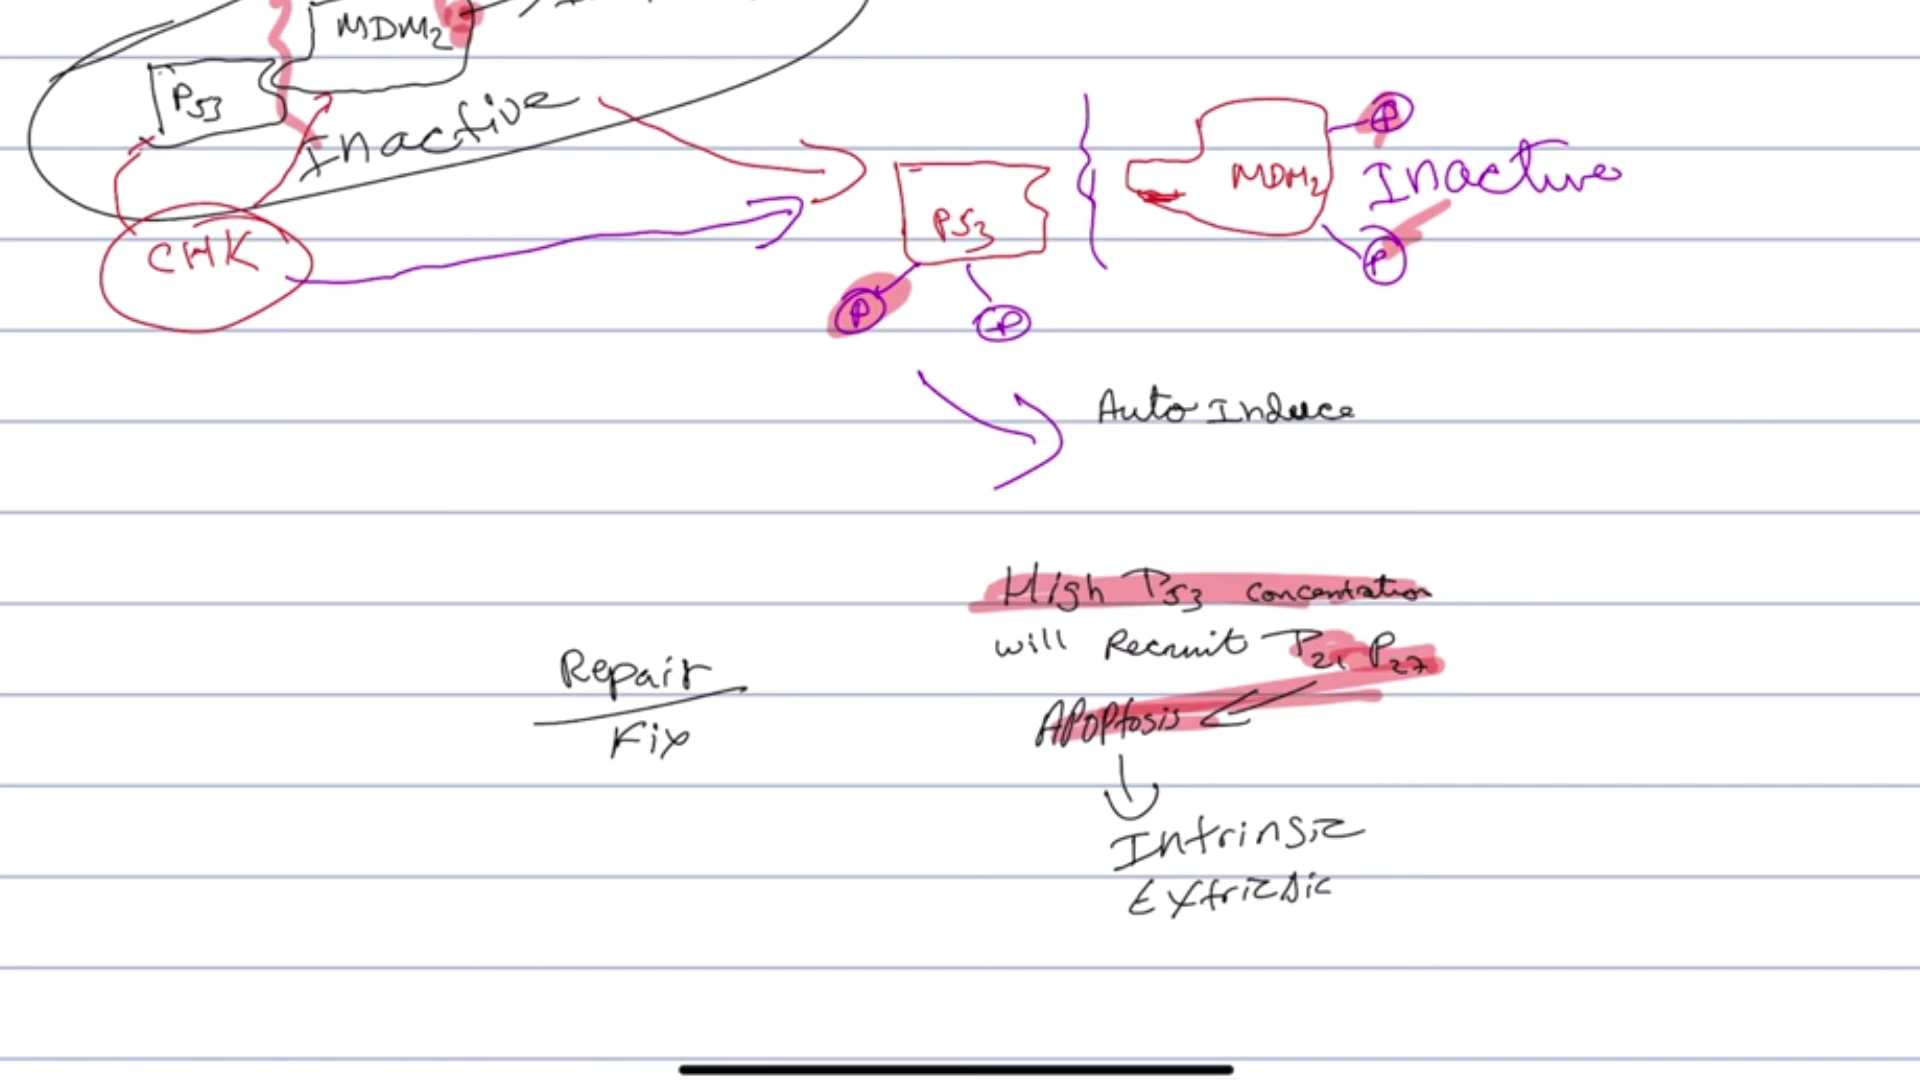 MDM2
P53
Inactive
CHK
P53
MDM2
P
Inactive
P
P
P
Auto Induce
High P53 concentration
will Recruit P21 P27
Apoptosis
Repair
Fix
Intrinsic